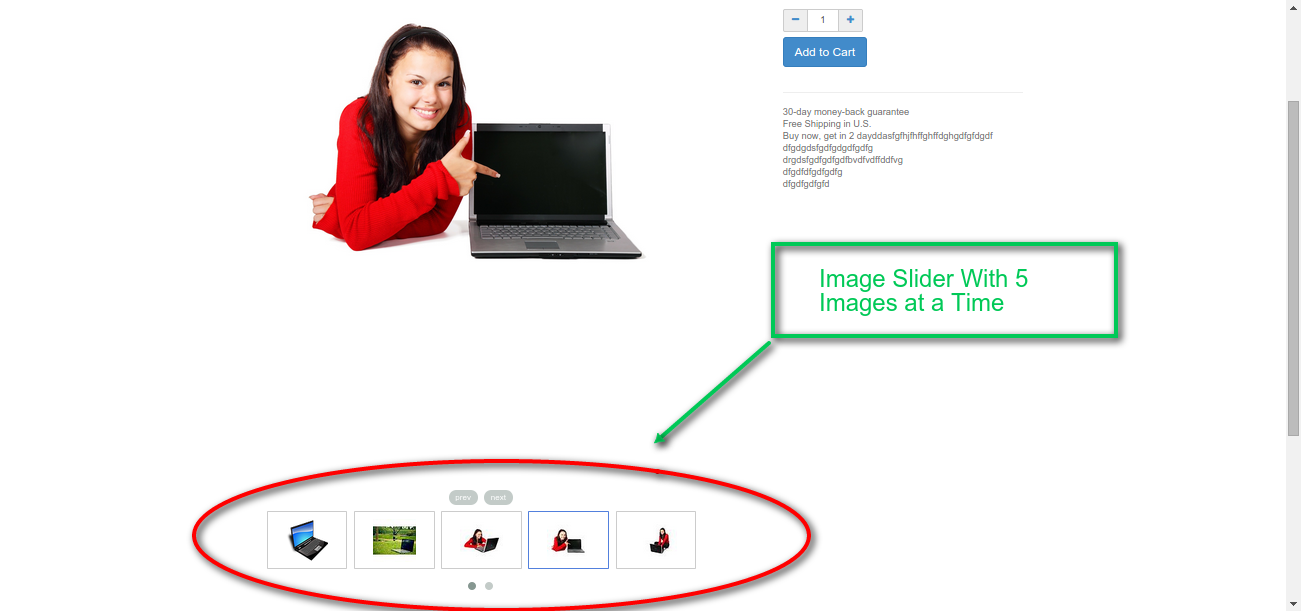 1
Add to Cart
30-day money-back guarantee
Free Shipping in U.S.
Buy now, get in 2 dayddasfgfhjfhffghffdghgdfgfdgdf
dfgdgdsfgdfgdgdfgdfg
drgdsfgdfgdfgdfbvdfvdffddfvg
dfgdfdfgdfgdfg
dfgdfgdfgfd
Image Slider With 5
Images at a Time
prev next